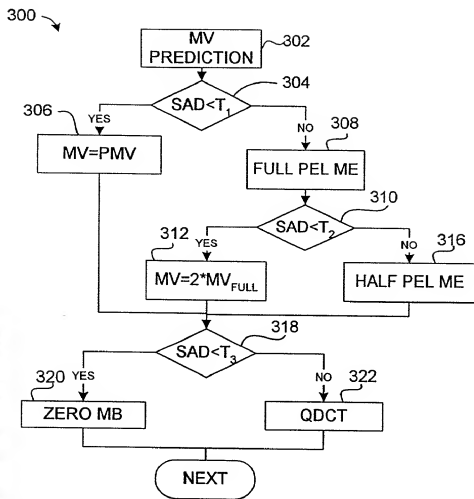 300
MV
PREDICTION
302
SAD<T1
304
306
YES
NO
308
MV=PMV
FULL PEL ME
310
SAD<T2
312
YES
NO
316
MV=2*MVFULL
HALF PEL ME
318
SAD<T3
320
YES
NO
322
ZERO MB
QDCT
NEXT